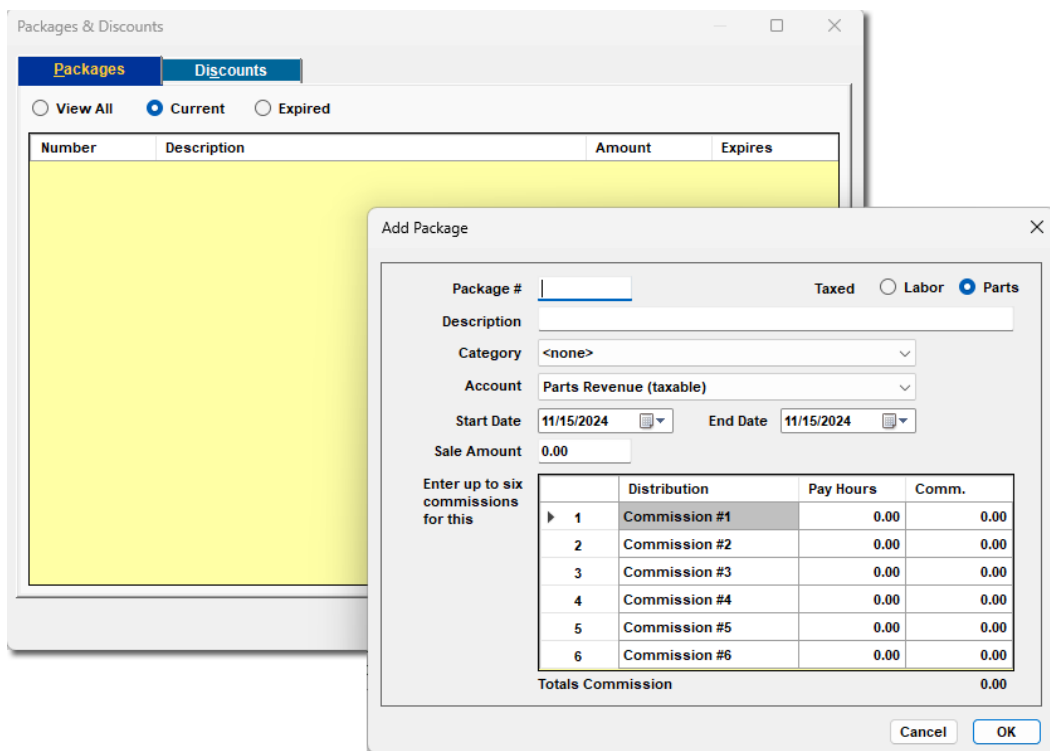 Packages & Discounts
Packages Discounts
View All Current Expired
Number Description Amount Expires
Add Package
Package # Taxed Labor Parts
Description
Category <none>
Account Parts Revenue (taxable)
Start Date 11/15/2024 End Date 11/15/2024
Sale Amount 0.00
Enter up to six
commissions
for this
Distribution Pay Hours Comm.
1 Commission #1 0.00 0.00
2 Commission #2 0.00 0.00
3 Commission #3 0.00 0.00
4 Commission #4 0.00 0.00
5 Commission #5 0.00 0.00
6 Commission #6 0.00 0.00
Totals Commission 0.00
Cancel OK